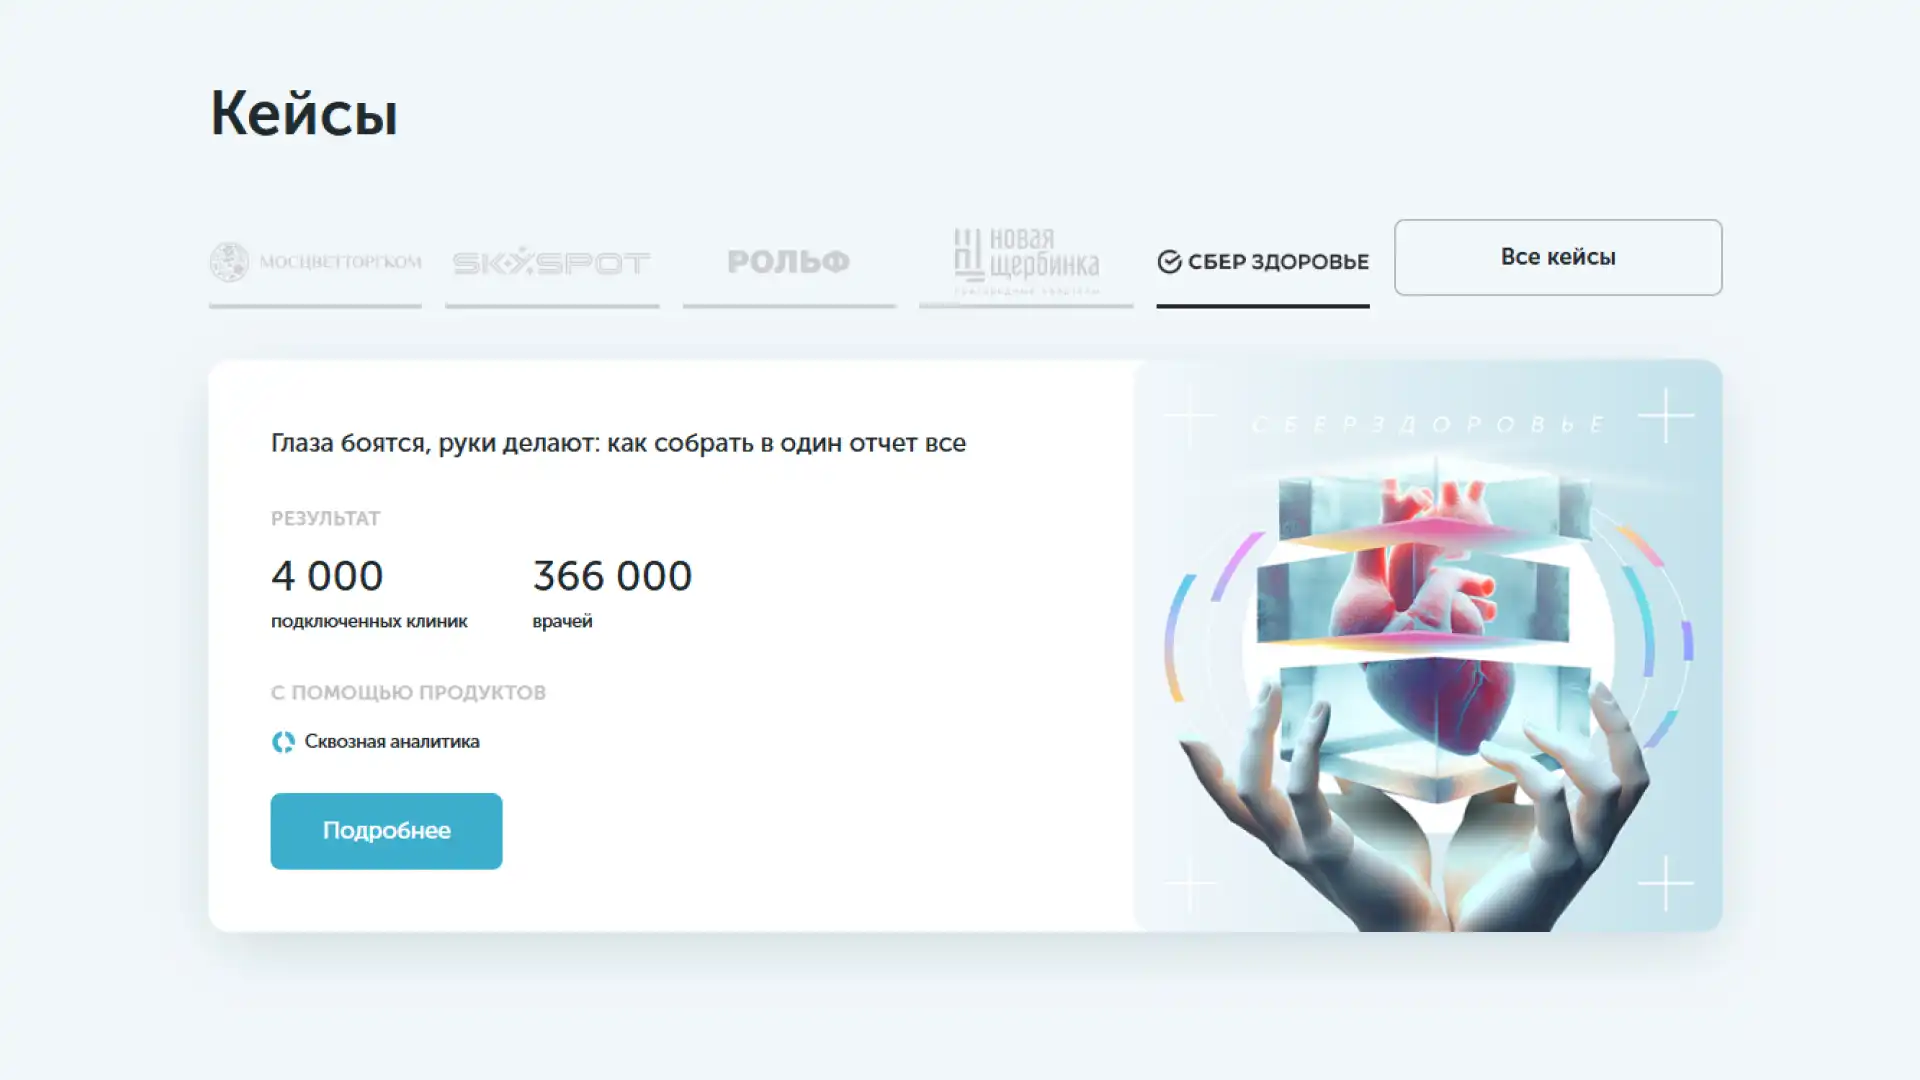 Кейсы
МОСЦВЕТТОРГКОМ
SKYSPOT
РОЛЬФ
новая
щербинка
СБЕР ЗДОРОВЬЕ
Все кейсы
Глаза боятся, руки делают: как собрать в один отчет все
РЕЗУЛЬТАТ
4 000
подключенных клиник
366 000
врачей
С ПОМОЩЬЮ ПРОДУКТОВ
Сквозная аналитика
Подробнее
СБЕРЗДОРОВЬЕ